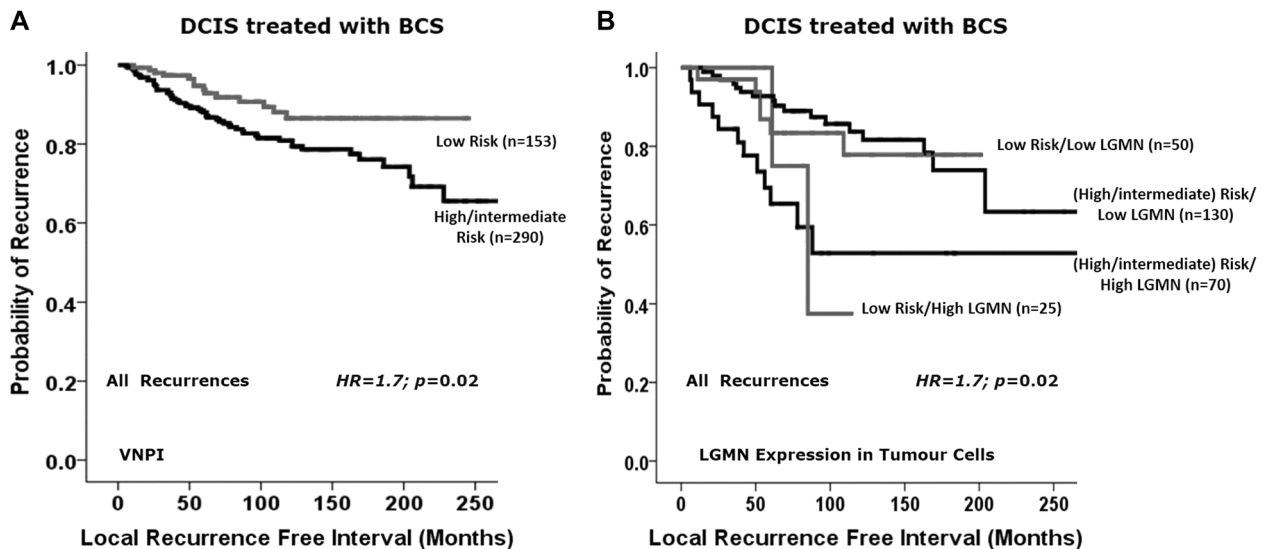 A
DCIS treated with BCS
Probability of Recurrence
1.0
0.8
0.6
0.4
0.2
0.0
Low Risk (n=153)
High/intermediate
Risk (n=290)
All Recurrences
HR=1.7; p=0.02
VNPI
0 50 100 150 200 250
Local Recurrence Free Interval (Months)
B
DCIS treated with BCS
Probability of Recurrence
1.0
0.8
0.6
0.4
0.2
0.0
Low Risk/Low LGMN (n=50)
(High/intermediate) Risk/
Low LGMN (n=130)
(High/intermediate) Risk/
High LGMN (n=70)
Low Risk/High LGMN (n=25)
All Recurrences
HR=1.7; p=0.02
LGMN Expression in Tumour Cells
0 50 100 150 200 250
Local Recurrence Free Interval (Months)